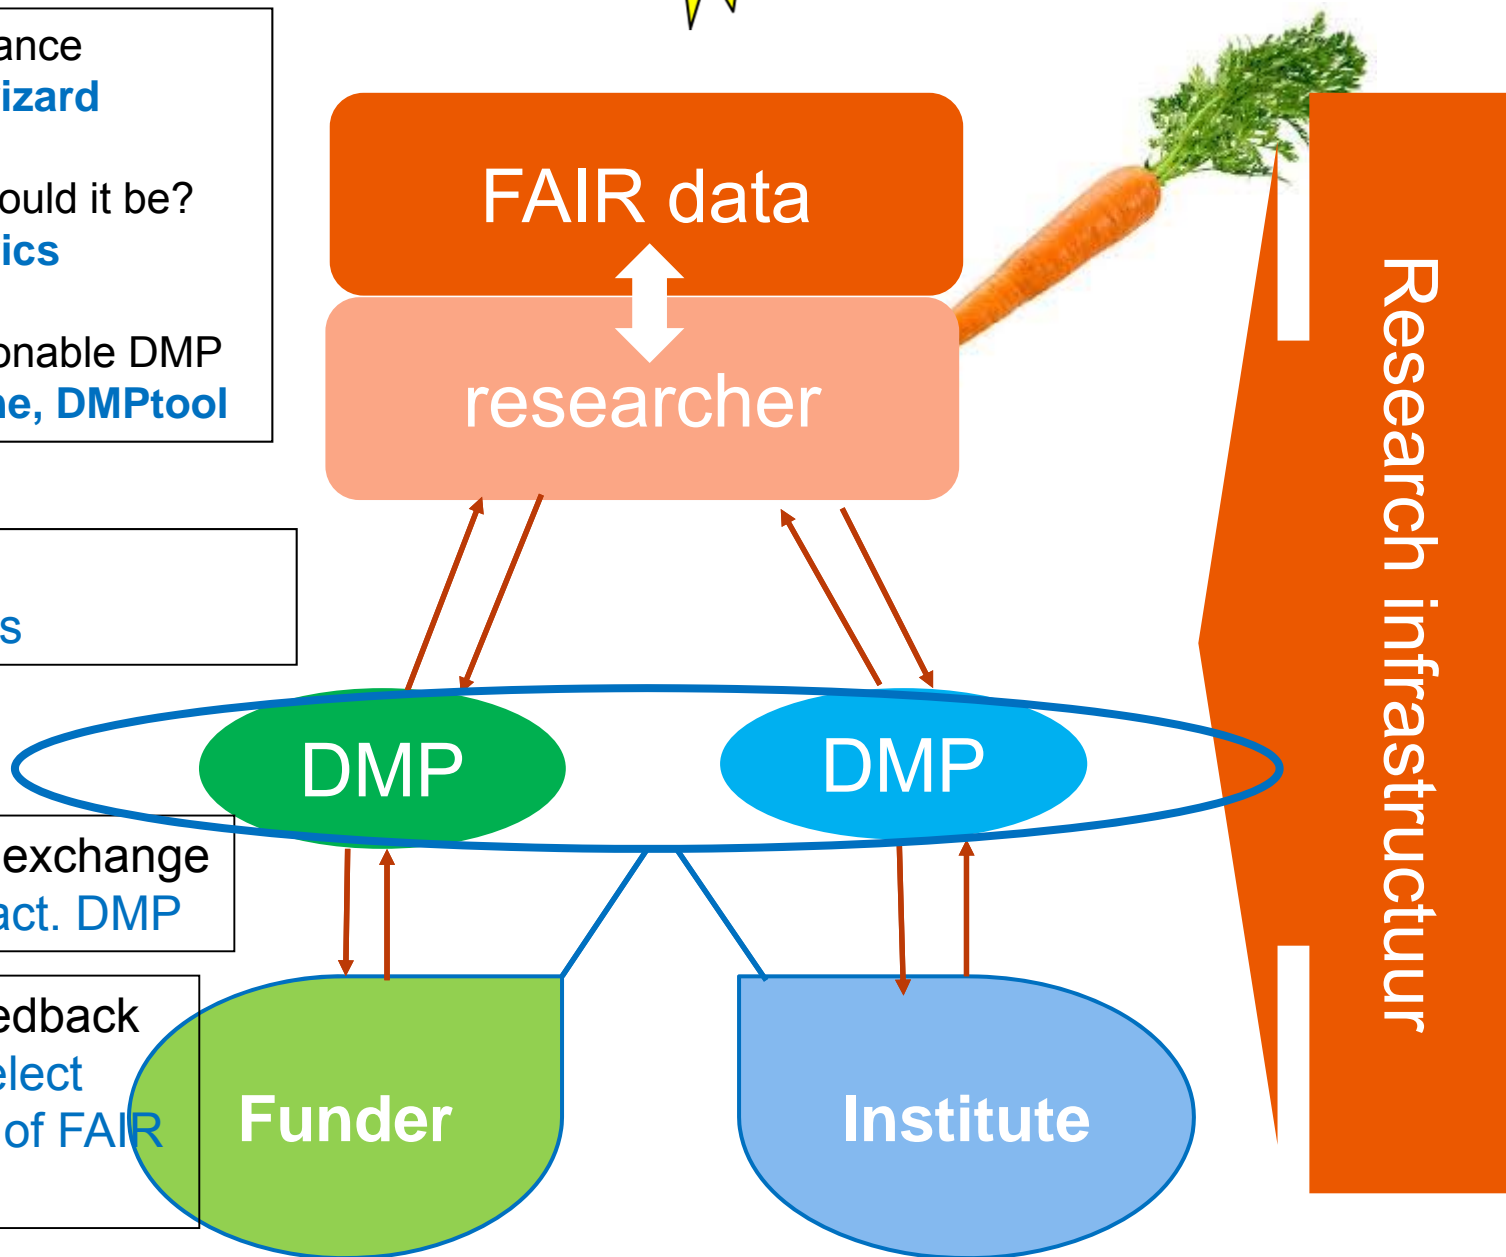 ance
izard
ould it be?
ics
onable DMP
ne, DMPtool
s
exchange
act. DMP
edback
elect
of FAIR
FAIR data
researcher
DMP
DMP
Funder
Institute
Research infrastructuur